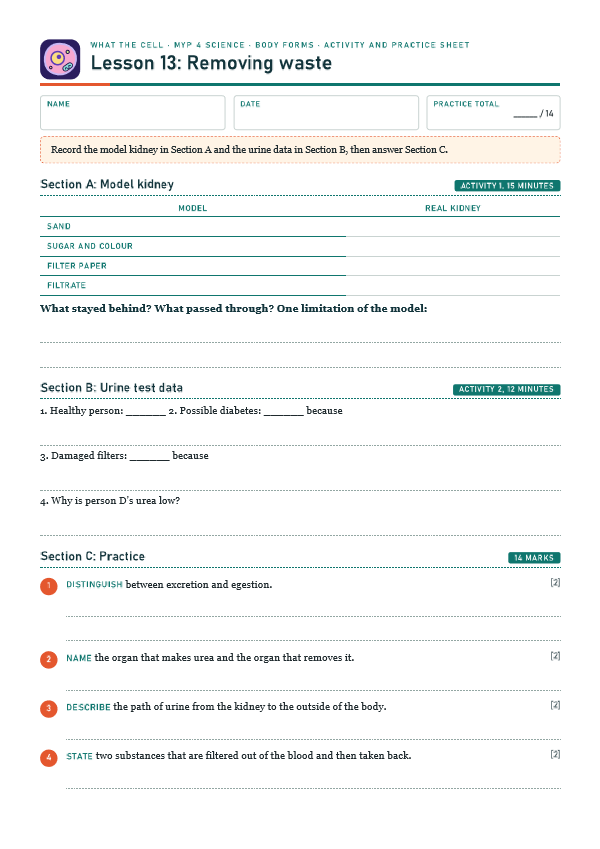 WHAT THE CELL · MYP 4 SCIENCE · BODY FORMS · ACTIVITY AND PRACTICE SHEET
Lesson 13: Removing waste
NAME
DATE
PRACTICE TOTAL
_____ / 14
Record the model kidney in Section A and the urine data in Section B, then answer Section C.
Section A: Model kidney
ACTIVITY 1, 15 MINUTES
MODEL REAL KIDNEY
SAND
SUGAR AND COLOUR
FILTER PAPER
FILTRATE
What stayed behind? What passed through? One limitation of the model:
Section B: Urine test data
ACTIVITY 2, 12 MINUTES
1. Healthy person: ______ 2. Possible diabetes: ______ because
3. Damaged filters: ______ because
4. Why is person D's urea low?
Section C: Practice
14 MARKS
1 DISTINGUISH between excretion and egestion. [2]
2 NAME the organ that makes urea and the organ that removes it. [2]
3 DESCRIBE the path of urine from the kidney to the outside of the body. [2]
4 STATE two substances that are filtered out of the blood and then taken back. [2]